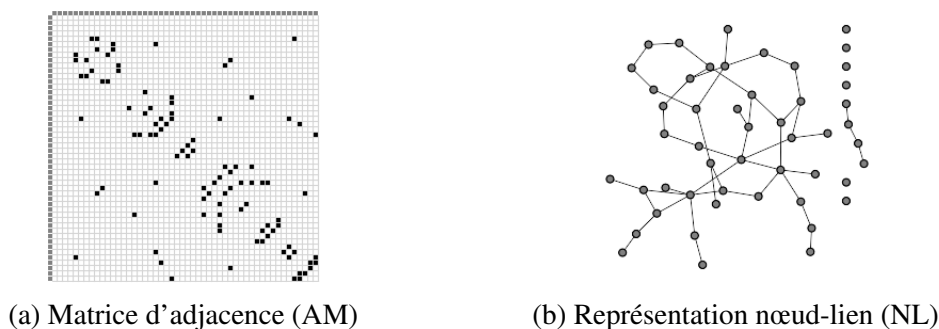 (a) Matrice d’adjacence (AM)
(b) Représentation nœud-lien (NL)